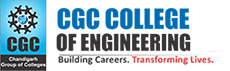 CGC
Chandigarh
Group of Colleges
CGC COLLEGE
OF ENGINEERING
Building Careers. Transforming Lives.